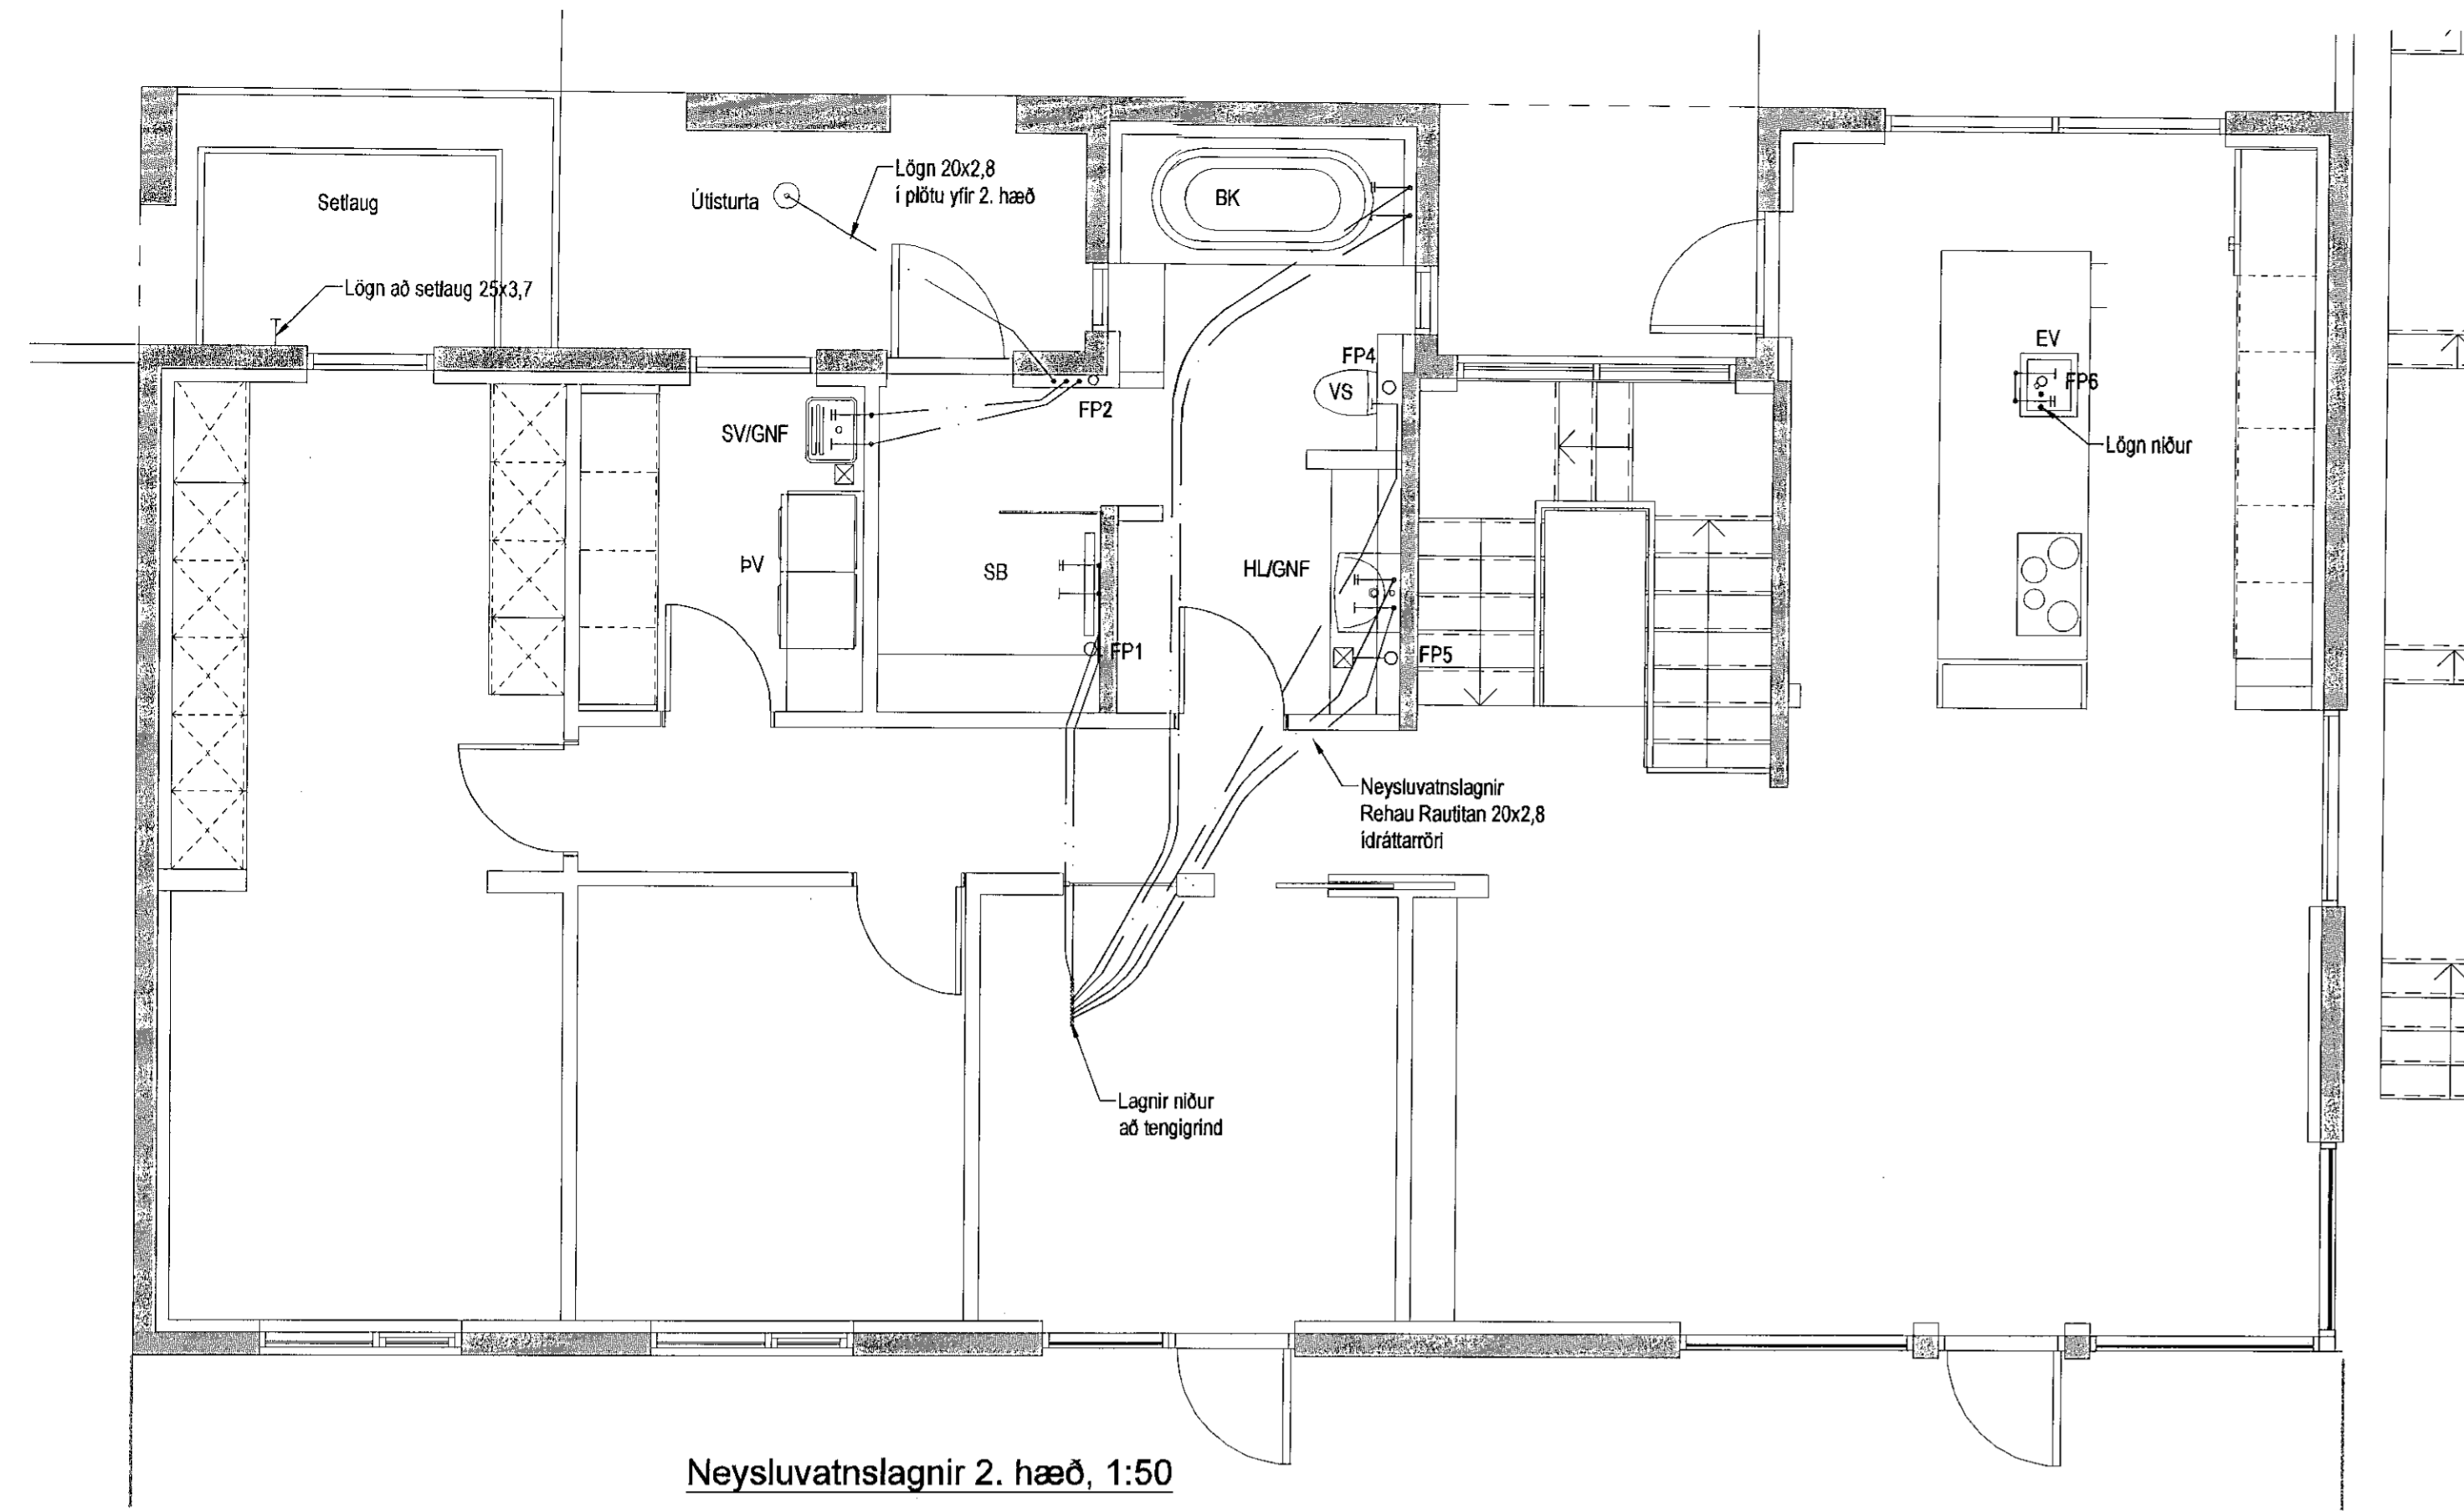 Lögn 20x2,8
í plötu yfir 2. hæð
Setlaug
Útisturta
BK
Lögn að setlaug 25x3,7
EV
FP4
VS
FP6
FP2
SV/GNF
Lögn niður
ÞV
SB
HL/GNF
FP1
FP5
Neysluvatnslagnir
Rehau Rautitan 20x2,8
ídráttarröri
Lagnir niður
að tengigrind
Neysluvatnslagnir 2. hæð, 1:50